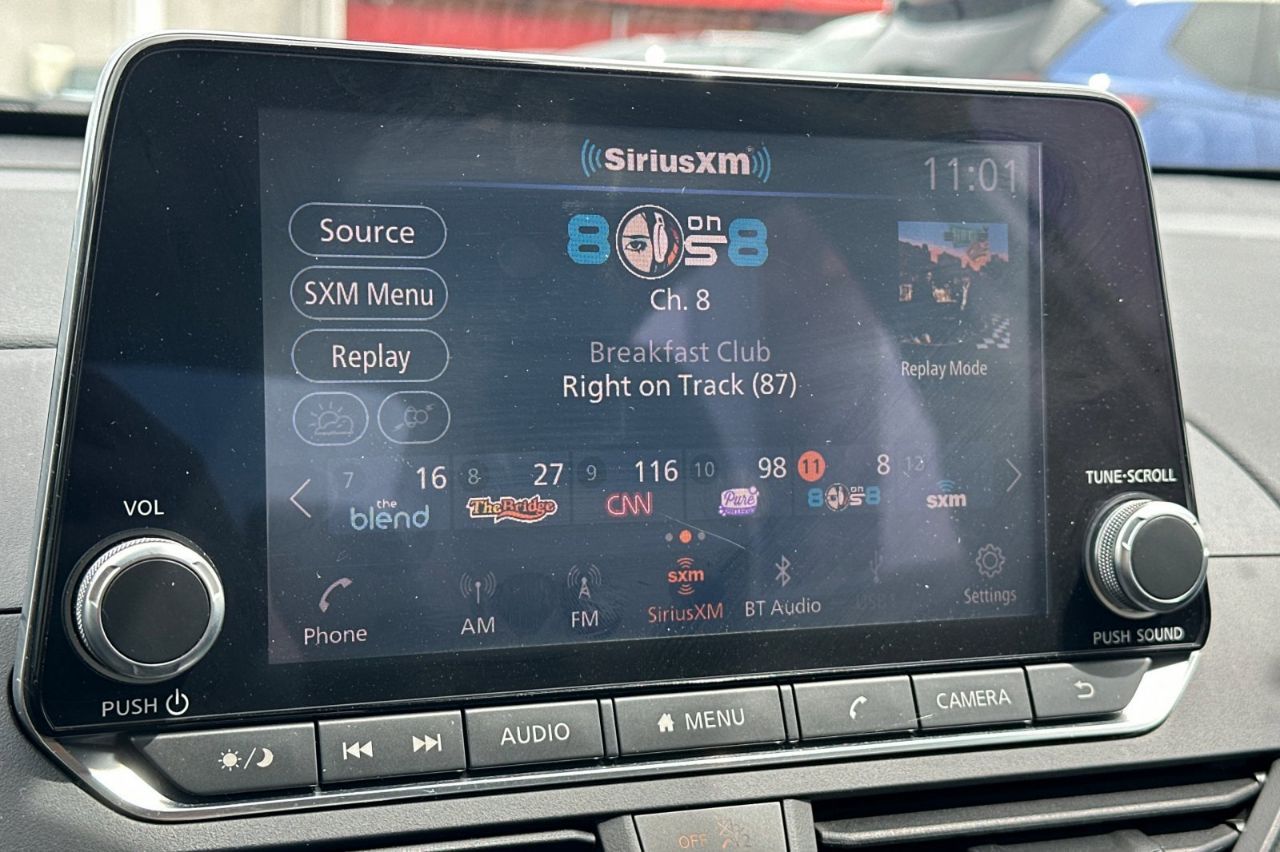 SiriusXM
11:01
Source
8 on 8
SXM Menu
Ch. 8
Replay
Breakfast Club
Right on Track (87)
Replay Mode
7 16 8 27 9 116 10 98 11 8 12
the blend
TheBridge
CNN
Pure
8 on 8
sxm
TUNE·SCROLL
VOL
Phone
AM
FM
sxm
SiriusXM
BT Audio
Settings
PUSH SOUND
PUSH
AUDIO
MENU
CAMERA
OFF